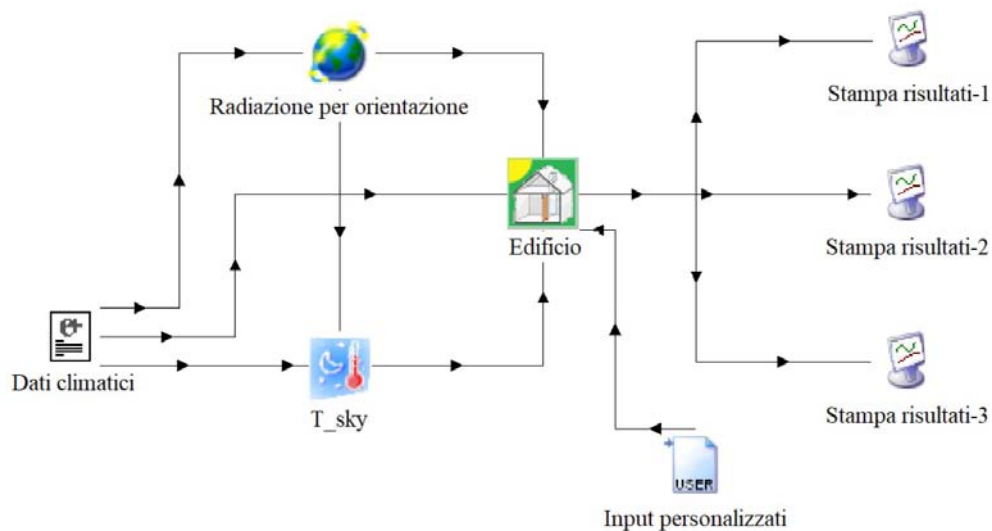 Radiazione per orientazione
Stampa risultati-1
Edificio
Stampa risultati-2
Dati climatici
T_sky
Stampa risultati-3
USER
Input personalizzati